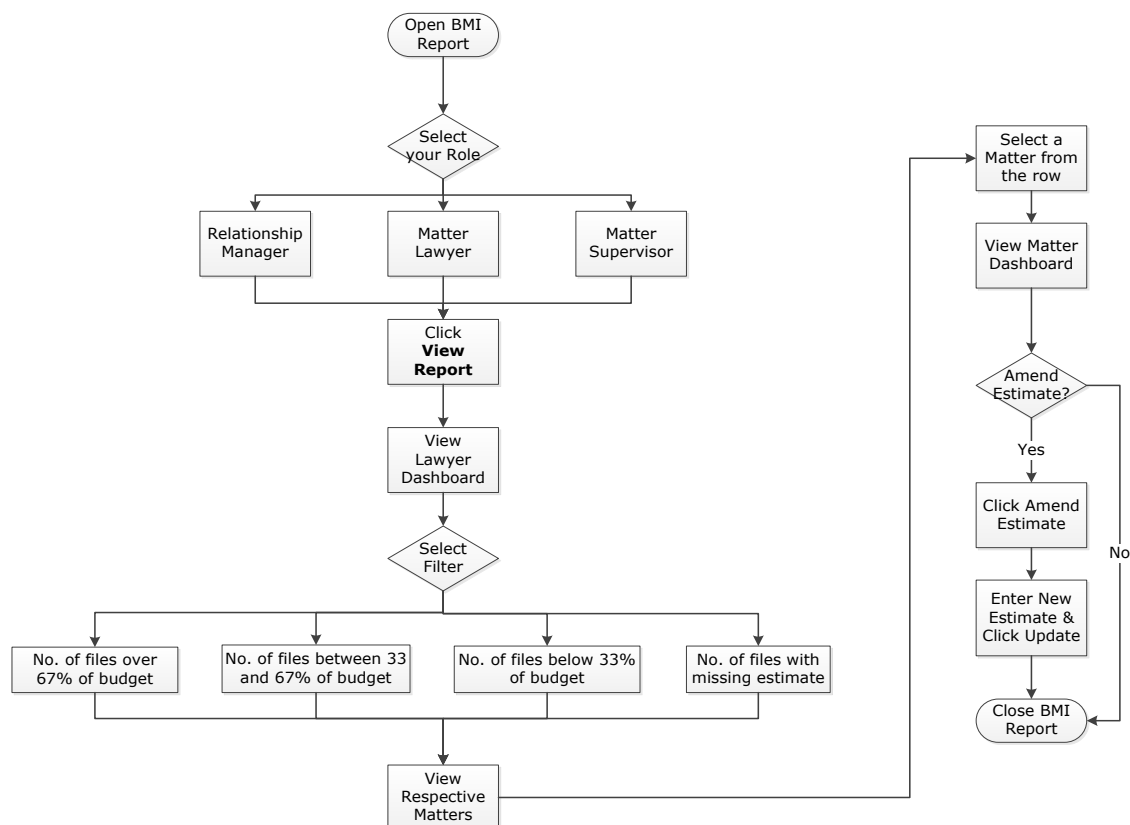 Open BMI
Report
Select
your Role
Relationship
Manager
Matter
Lawyer
Matter
Supervisor
Click
View
Report
View
Lawyer
Dashboard
Select
Filter
No. of files over
67% of budget
No. of files between 33
and 67% of budget
No. of files below 33%
of budget
No. of files with
missing estimate
View
Respective
Matters
Select a
Matter from
the row
View Matter
Dashboard
Amend
Estimate?
Yes
No
Click Amend
Estimate
Enter New
Estimate &
Click Update
Close BMI
Report